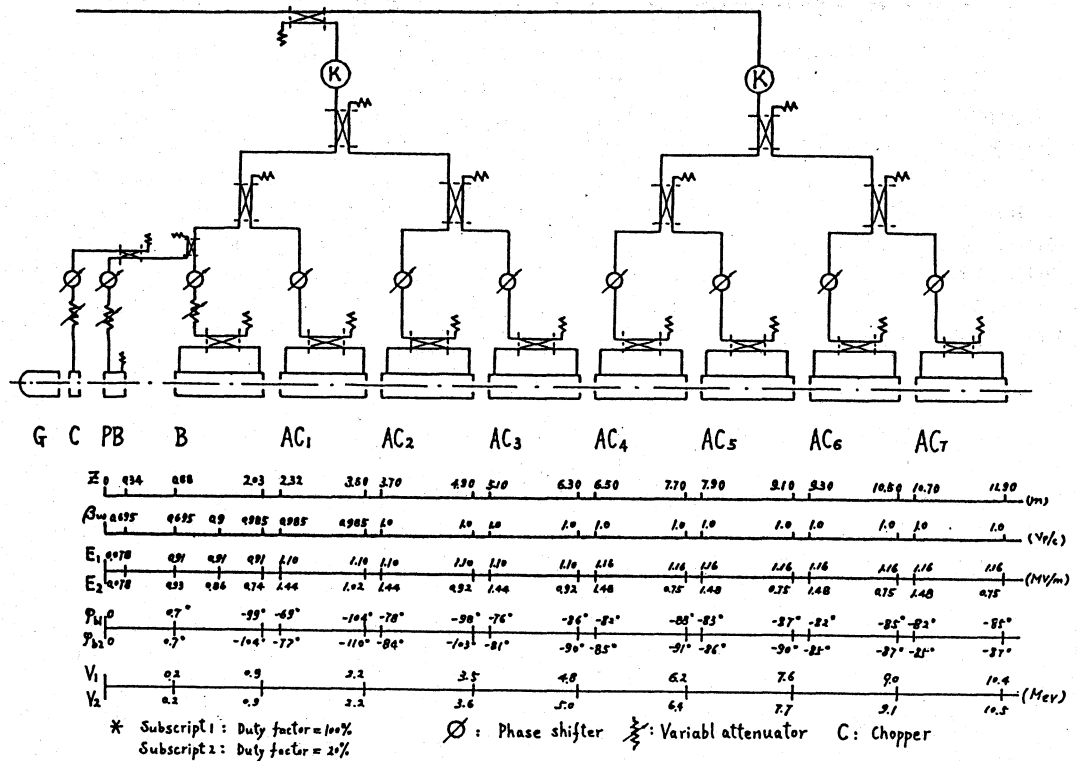 K K
G C PB B AC1 AC2 AC3 AC4 AC5 AC6 AC7
Z 0 0.34 0.88 2.03 2.32 3.60 3.70 4.90 5.10 6.30 6.50 7.70 7.90 9.10 9.30 10.50 10.70 11.90 (m)
βw 0.695 0.695 0.9 0.985 0.985 0.985 1.0 1.0 1.0 1.0 1.0 1.0 1.0 1.0 1.0 1.0 1.0 1.0 (Vp/c)
E1 0.078 0.91 0.91 0.91 1.10 1.10 1.10 1.10 1.10 1.10 1.16 1.16 1.16 1.16 1.16 1.16 1.16 1.16 (MV/m)
E2 0.078 0.93 0.86 0.74 1.44 1.02 1.44 0.92 1.44 0.92 1.48 0.75 1.48 0.75 1.48 0.75 1.48 0.75
φb1 0 0.7° -99° -69° -104° -78° -98° -76° -86° -82° -88° -83° -87° -82° -85° -82° -85°
φb2 0 0.7° -104° -77° -110° -84° -103° -81° -90° -85° -91° -86° -90° -85° -87° -85° -87°
V1 0.2 0.9 2.2 3.5 4.8 6.2 7.6 9.0 10.4 (MeV)
V2 0.2 0.9 2.2 3.6 5.0 6.4 7.7 9.1 10.5
* Subscript 1 : Duty factor = 100% : Phase shifter : Variabl attenuator C : Chopper
Subscript 2 : Duty factor = 20%